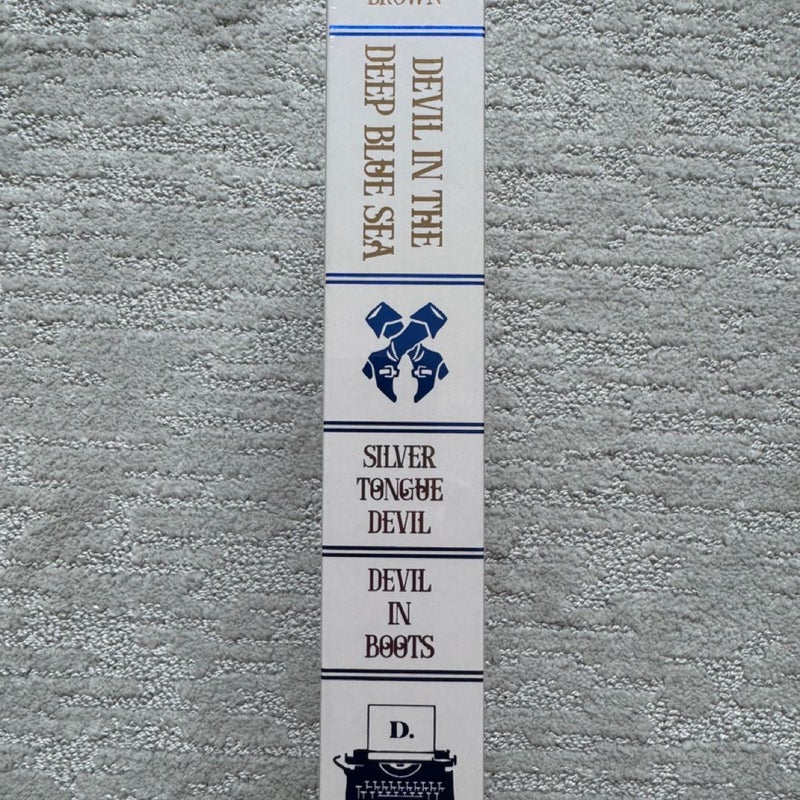 BROWN
DEVIL IN THE
DEEP BLUE SEA
SILVER
TONGUE
DEVIL
DEVIL
IN
BOOTS
D.